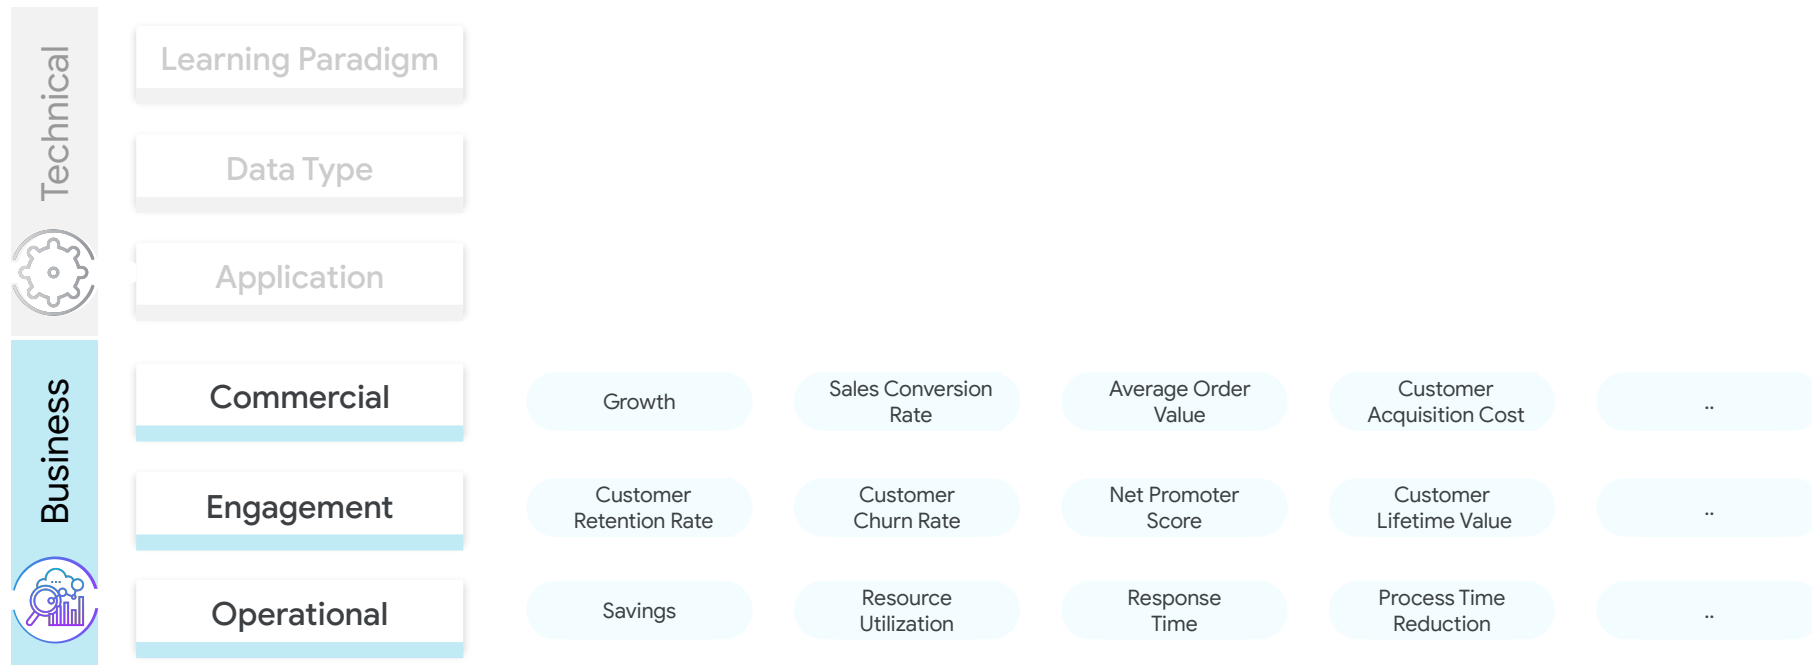 Technical
Learning Paradigm
Data Type
Application
Business
Commercial
Growth
Sales Conversion
Rate
Average Order
Value
Customer
Acquisition Cost
..
Engagement
Customer
Retention Rate
Customer
Churn Rate
Net Promoter
Score
Customer
Lifetime Value
..
Operational
Savings
Resource
Utilization
Response
Time
Process Time
Reduction
..